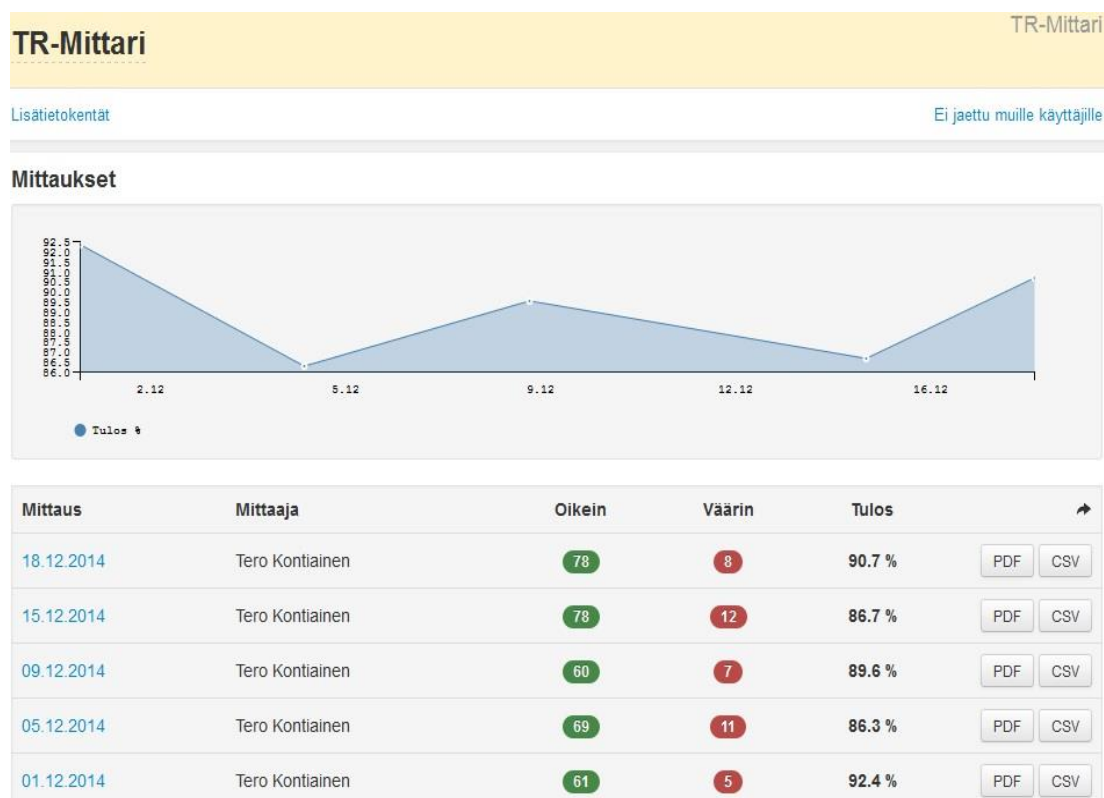 TR-Mittari
TR-Mittari
Lisätietokentät Ei jaettu muille käyttäjille
Mittaukset
92.5
92.0
91.5
91.0
90.5
90.0
89.5
89.0
88.5
88.0
87.5
87.0
86.5
86.0
2.12 5.12 9.12 12.12 16.12
Tulos %
Mittaus Mittaaja Oikein Väärin Tulos
18.12.2014 Tero Kontiainen 78 8 90.7 % PDF CSV
15.12.2014 Tero Kontiainen 78 12 86.7 % PDF CSV
09.12.2014 Tero Kontiainen 60 7 89.6 % PDF CSV
05.12.2014 Tero Kontiainen 69 11 86.3 % PDF CSV
01.12.2014 Tero Kontiainen 61 5 92.4 % PDF CSV